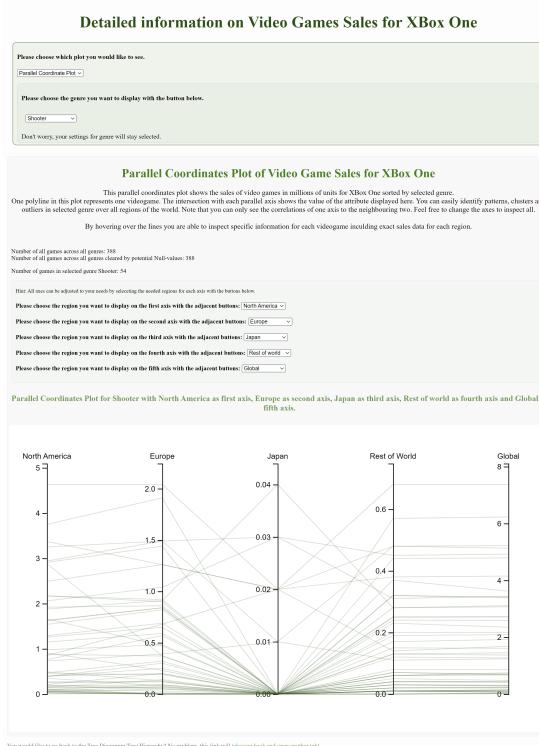 Detailed information on Video Games Sales for XBox One
Please choose which plot you would like to see.
Parallel Coordinate Plot
Please choose the genre you want to display with the button below.
Shooter
Don't worry, your settings for genre will stay selected.
Parallel Coordinates Plot of Video Game Sales for XBox One
This parallel coordinates plot shows the sales of video games in millions of units for XBox One sorted by selected genre.
One polyline in this plot represents one videogame. The intersection with each parallel axis shows the value of the attribute displayed here. You can easily identify patterns, clusters a
outliers in selected genre over all regions of the world. Note that you can only see the correlations of one axis to the neighbouring two. Feel free to change the axes to inspect all.
By hovering over the lines you are able to inspect specific information for each videogame inculding exact sales data for each region.
Number of all games across all genres: 388
Number of all games across all genres cleared by potential Null-values: 388
Number of games in selected genre Shooter: 54
Hint: All axes can be adjusted to your needs by selecting the needed regions for each axis with the buttons below.
Please choose the region you want to display on the first axis with the adjacent buttons: North America
Please choose the region you want to display on the second axis with the adjacent buttons: Europe
Please choose the region you want to display on the third axis with the adjacent buttons: Japan
Please choose the region you want to display on the fourth axis with the adjacent buttons: Rest of world
Please choose the region you want to display on the fifth axis with the adjacent buttons: Global
Parallel Coordinates Plot for Shooter with North America as first axis, Europe as second axis, Japan as third axis, Rest of world as fourth axis and Global
fifth axis.
North America Europe Japan Rest of World Global
5 8
2.0
0.04
0.6
4
6
1.5
0.03
3
0.4
1.0 4
0.02
2
0.2
0.5 2
1 0.01
0 0.0 0.00 0.0 0